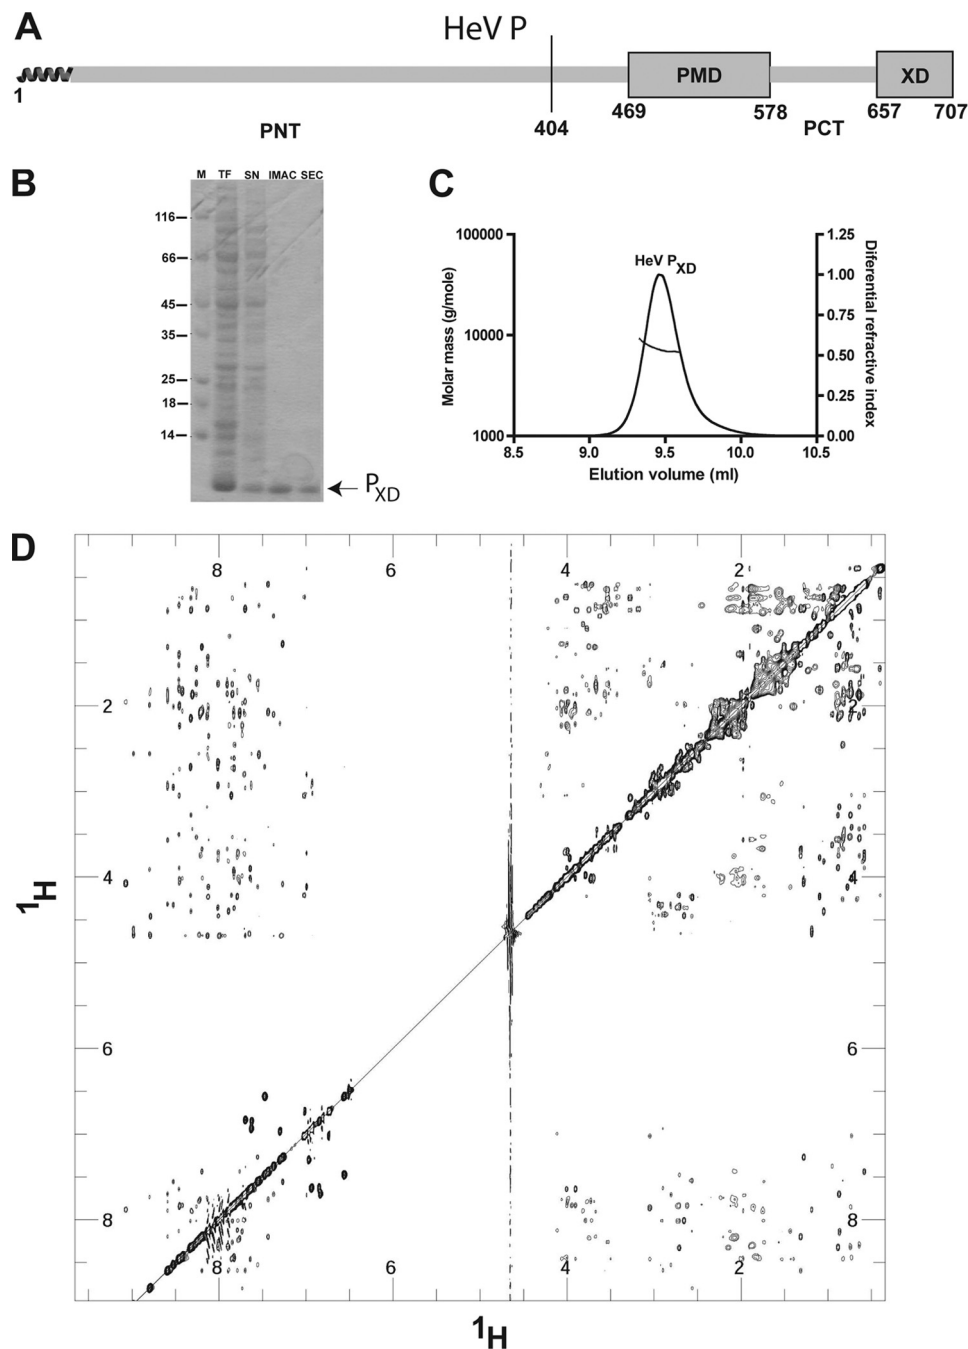 A
HeV P
PMD
XD
1
PNT
404
469
578
PCT
657
707
B
M TF SN IMAC SEC
116
66
45
35
25
18
14
PXD
C
100000
10000
1000
Molar mass (g/mole)
HeV PXD
1.25
1.00
0.75
0.50
0.25
0.00
Diferential refractive index
8.5 9.0 9.5 10.0 10.5
Elution volume (ml)
D
8 6 4 2
2 2
4 4
6 6
8 8
8 6 4 2
1H
1H